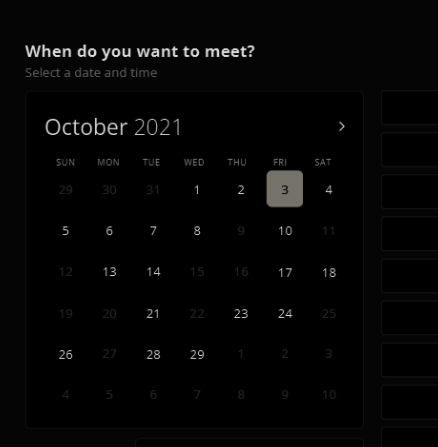 When do you want to meet?
Select a date and time
October 2021 >
SUN MON TUE WED THU FRI SAT
29 30 31 1 2 3 4
5 6 7 8 9 10 11
12 13 14 15 16 17 18
19 20 21 22 23 24 25
26 27 28 29 1 2 3
4 5 6 7 8 9 10